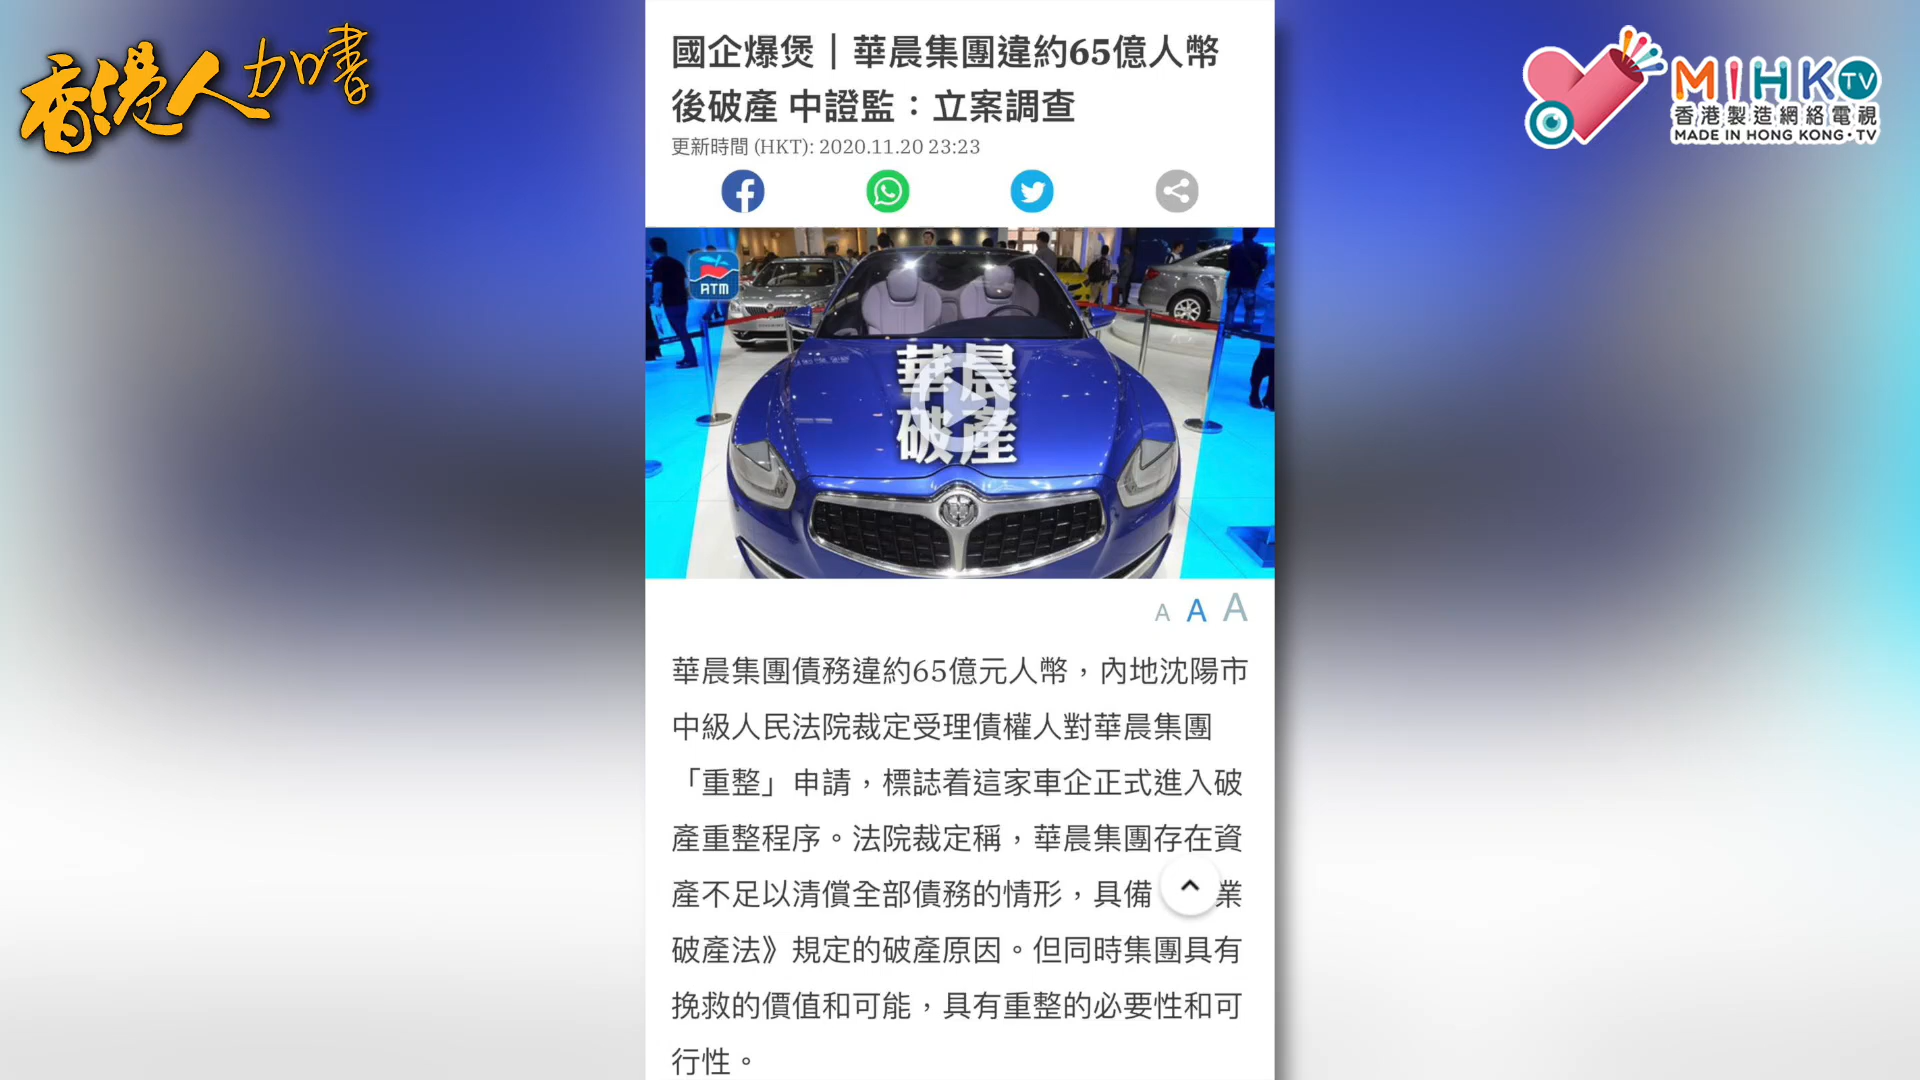 香港人加書
MIHK TV
香港製造網絡電視
MADE IN HONG KONG · TV
國企爆煲｜華晨集團違約65億人幣
後破產 中證監：立案調查
更新時間 (HKT): 2020.11.20 23:23
ATM
華晨
破產
A A A
華晨集團債務違約65億元人幣，內地沈陽市
中級人民法院裁定受理債權人對華晨集團
「重整」申請，標誌着這家車企正式進入破
產重整程序。法院裁定稱，華晨集團存在資
產不足以清償全部債務的情形，具備 業
破產法》規定的破產原因。但同時集團具有
挽救的價值和可能，具有重整的必要性和可
行性。